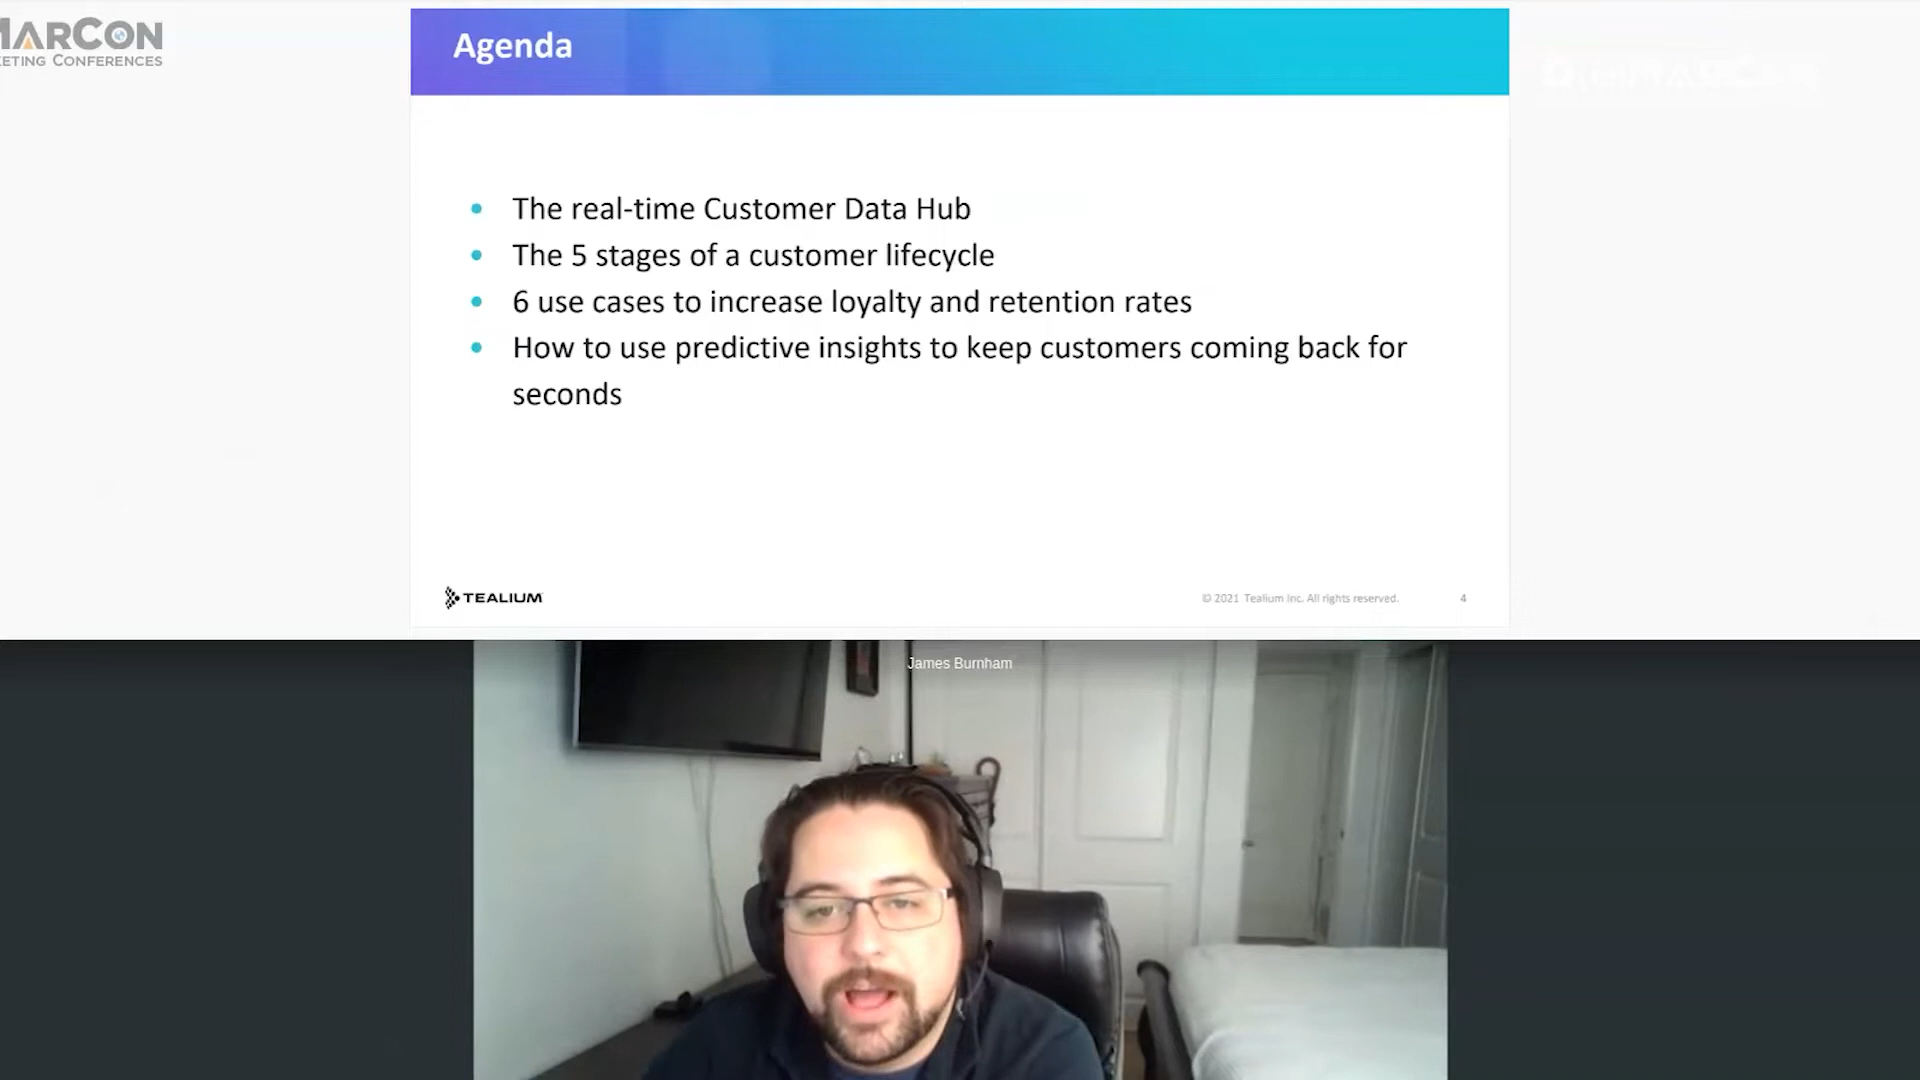 MARCON
ETING CONFERENCES
Agenda
The real-time Customer Data Hub
The 5 stages of a customer lifecycle
6 use cases to increase loyalty and retention rates
How to use predictive insights to keep customers coming back for
seconds
TEALIUM
© 2021 Tealium Inc. All rights reserved.
4
James Burnham